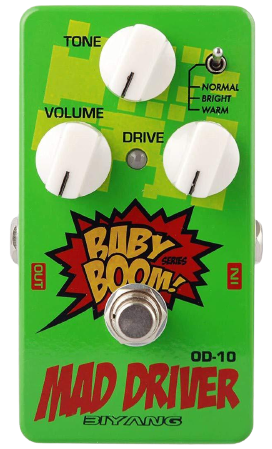 TONE
NORMAL
BRIGHT
WARM
VOLUME
DRIVE
BABY
SERIES
BOOM!
OUT
IN
OD-10
MAD DRIVER
BIYANG